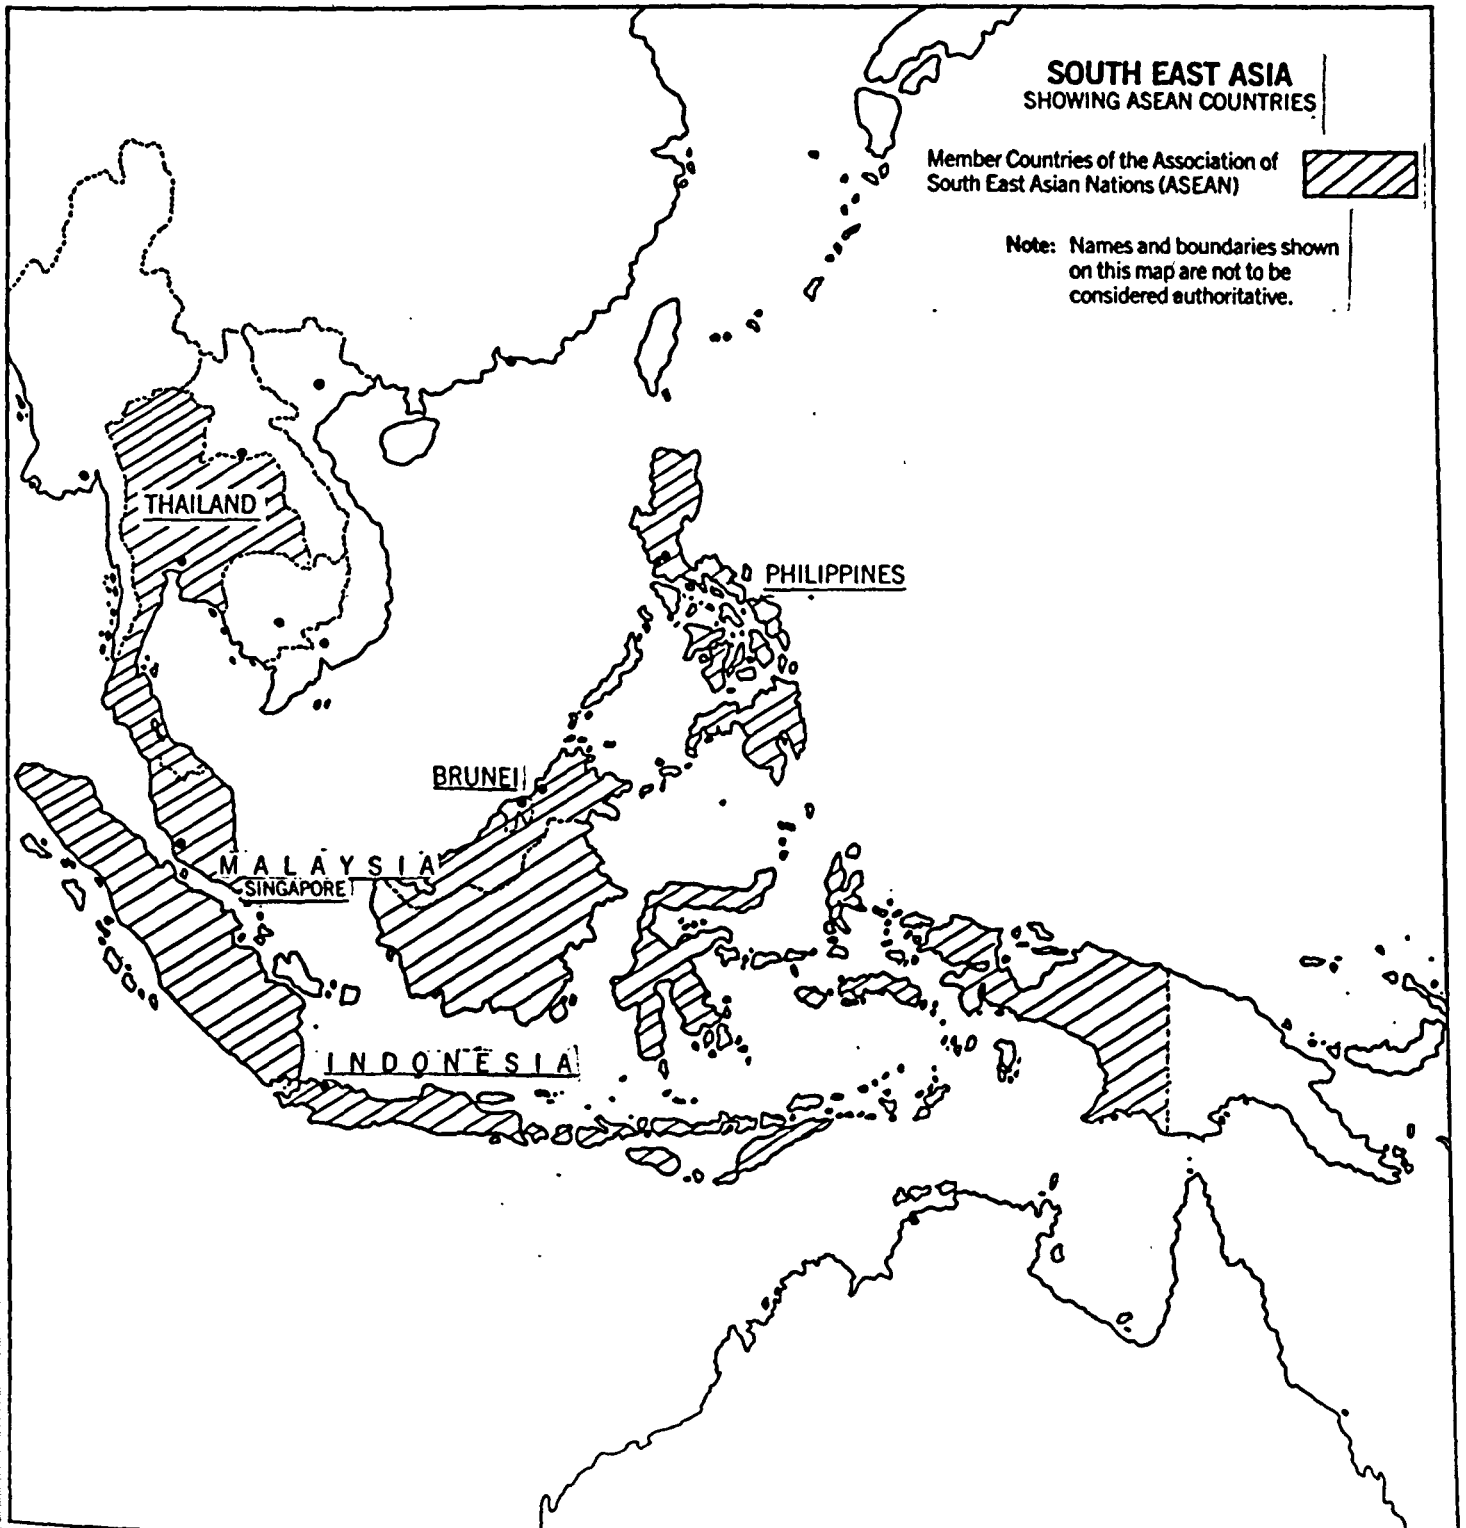 SOUTH EAST ASIA
SHOWING ASEAN COUNTRIES
Member Countries of the Association of
South East Asian Nations (ASEAN)
Note: Names and boundaries shown
on this map are not to be
considered authoritative.
THAILAND
PHILIPPINES
BRUNEI
MALAYSIA
SINGAPORE
INDONESIA